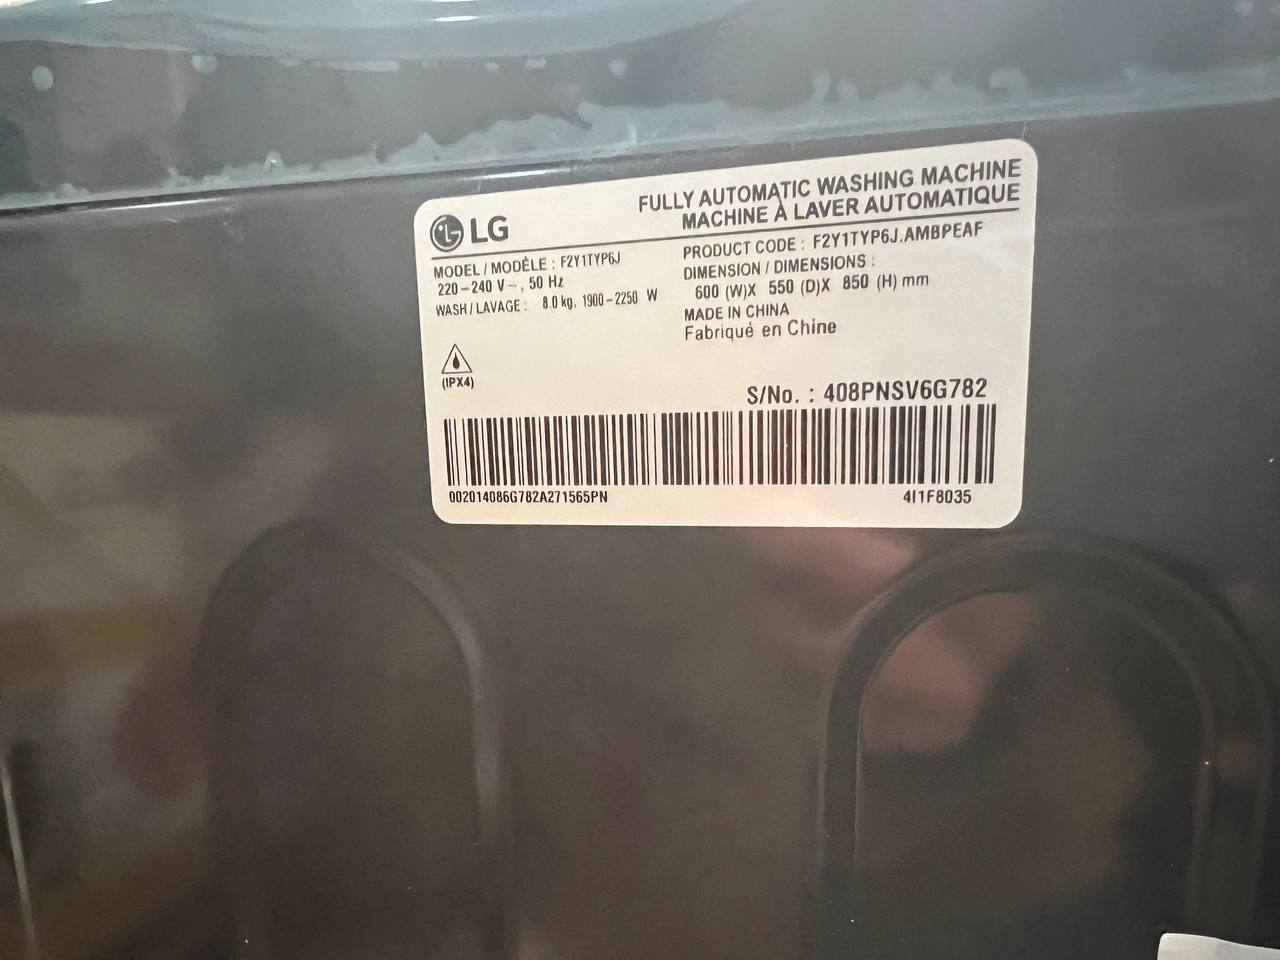 LG
FULLY AUTOMATIC WASHING MACHINE
MACHINE À LAVER AUTOMATIQUE
MODEL / MODÈLE : F2Y1TYP6J
220-240 V~, 50 Hz
WASH / LAVAGE : 8.0 kg, 1900-2250 W
PRODUCT CODE : F2Y1TYP6J.AMBPEAF
DIMENSION / DIMENSIONS :
600 (W)X 550 (D)X 850 (H) mm
MADE IN CHINA
Fabriqué en Chine
(IPX4)
S/No. : 408PNSV6G782
002014086G782A271565PN
4I1F8035